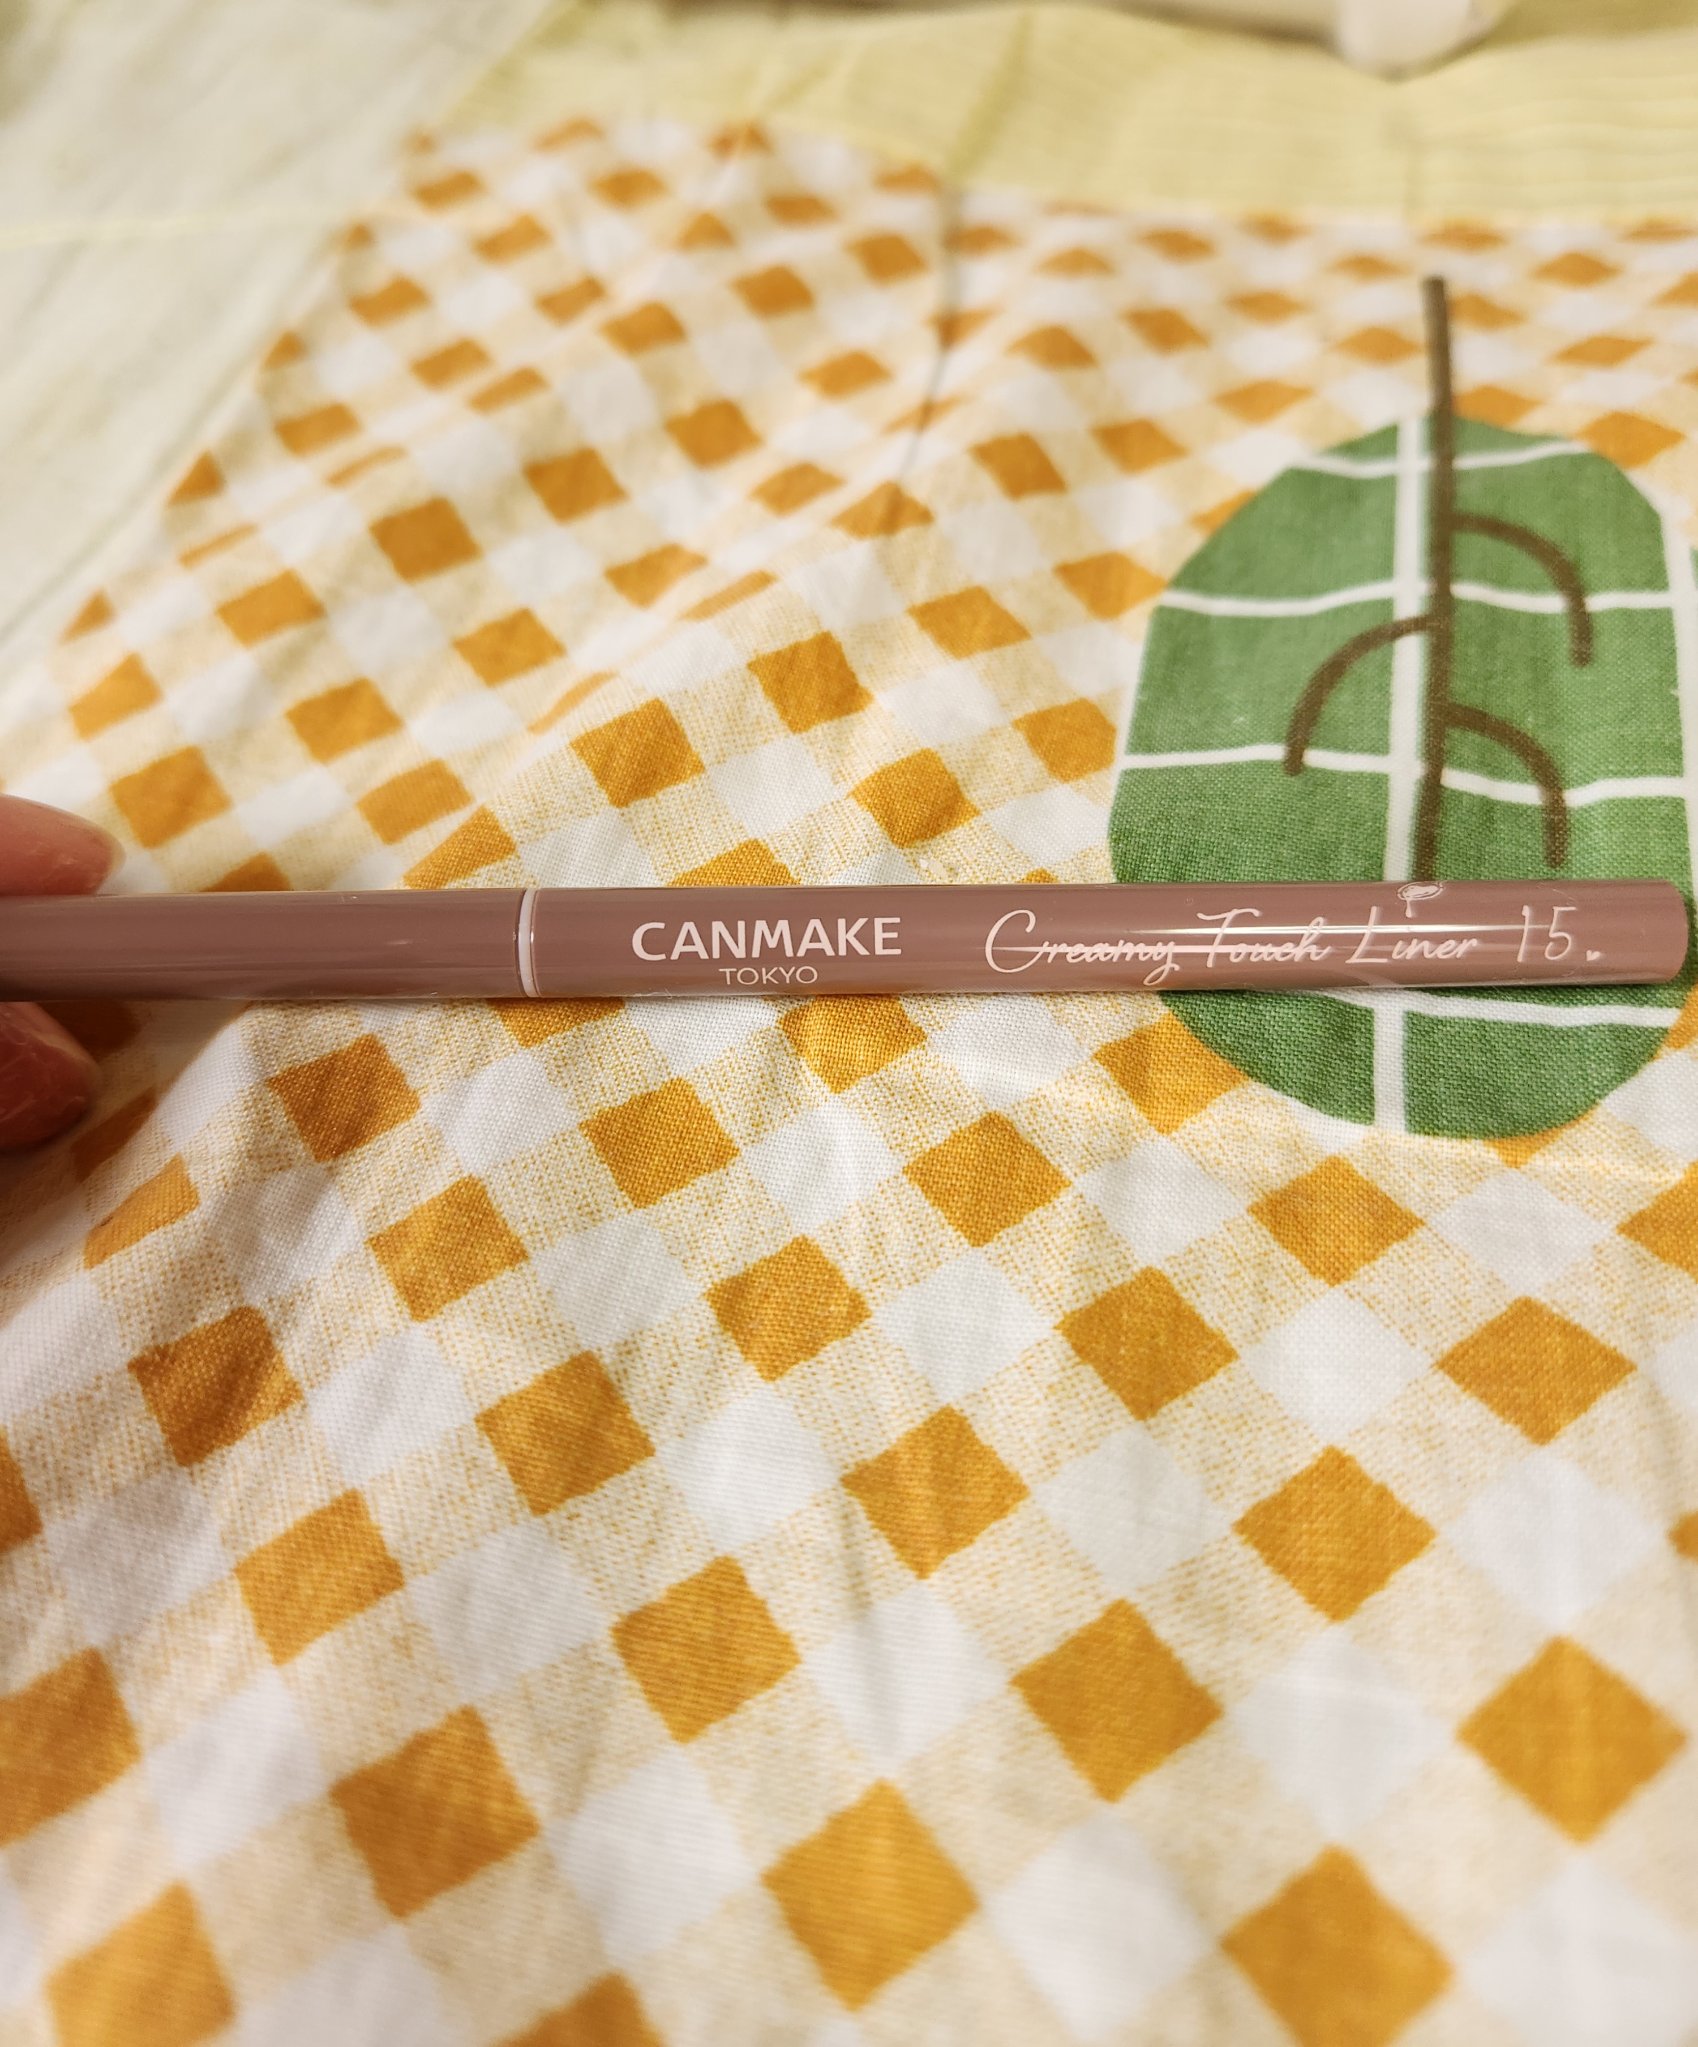 CANMAKE
TOKYO
Creamy Touch Liner 15.